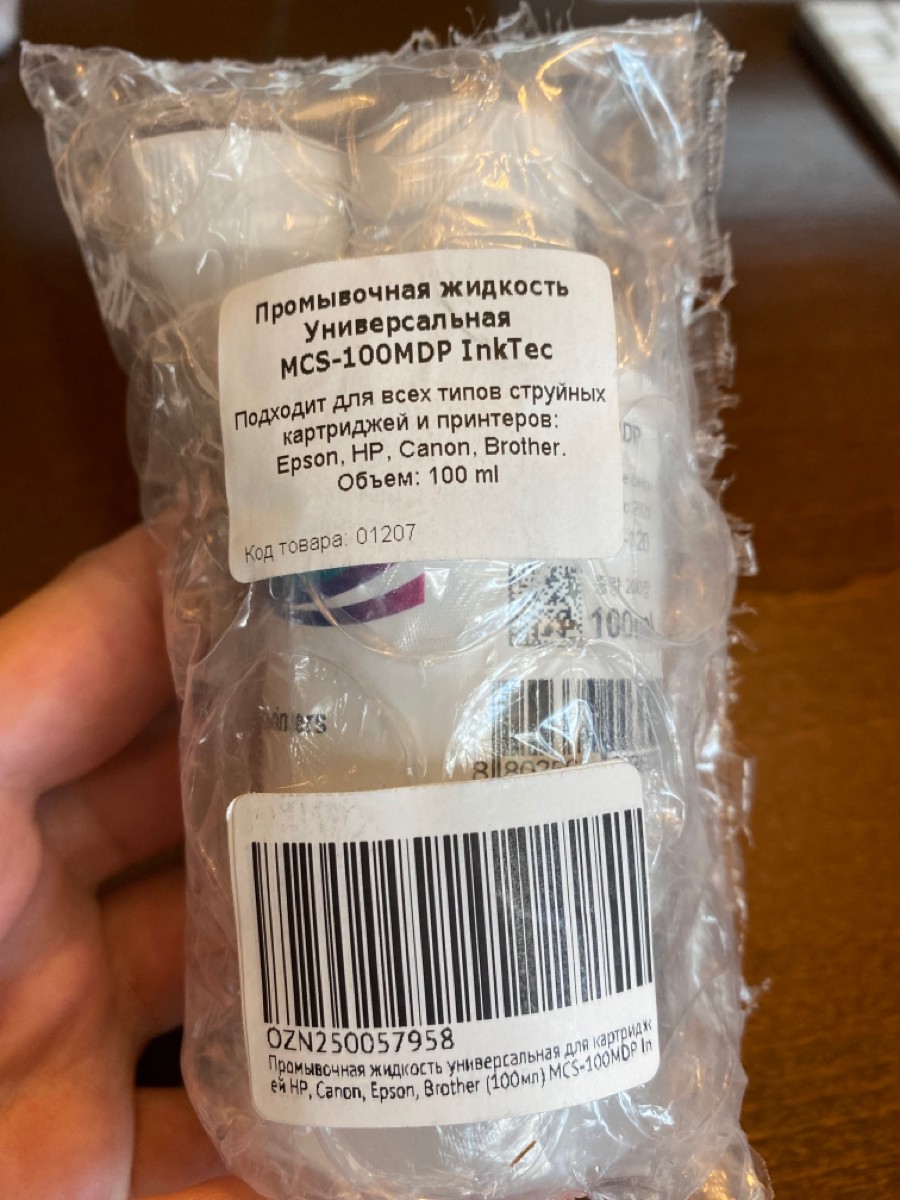 Промывочная жидкость
Универсальная
MCS-100MDP InkTec
Подходит для всех типов струйных
картриджей и принтеров:
Epson, HP, Canon, Brother.
Объем: 100 ml
Код товара: 01207
DP
100ml
OZN250057958
Промывочная жидкость универсальная для картридж
ей HP, Canon, Epson, Brother (100мл) MCS-100MDP In